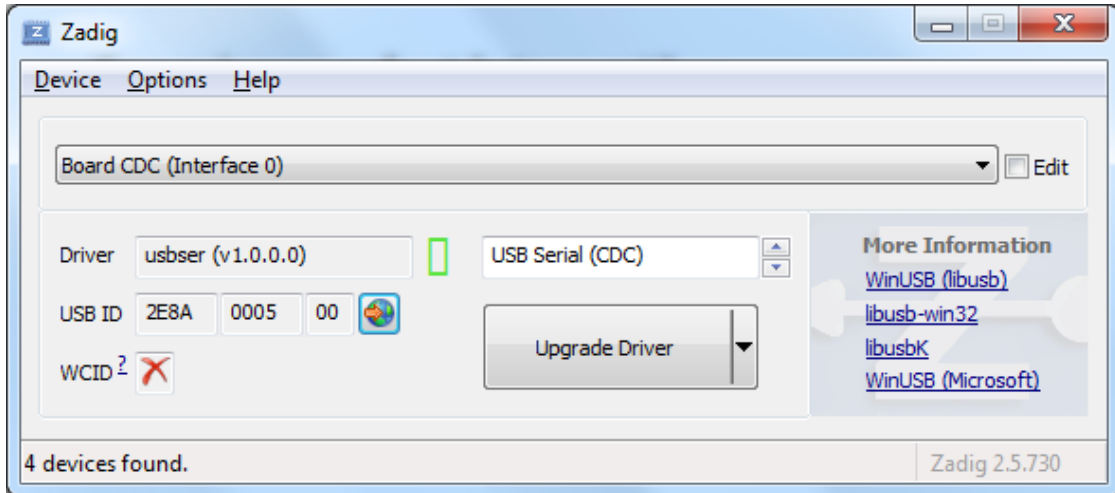 Zadig
Device Options Help
Board CDC (Interface 0)
Edit
Driver usbser (v1.0.0.0) USB Serial (CDC)
USB ID 2E8A 0005 00
WCID ?
Upgrade Driver
More Information
WinUSB (libusb)
libusb-win32
libusbK
WinUSB (Microsoft)
4 devices found.
Zadig 2.5.730